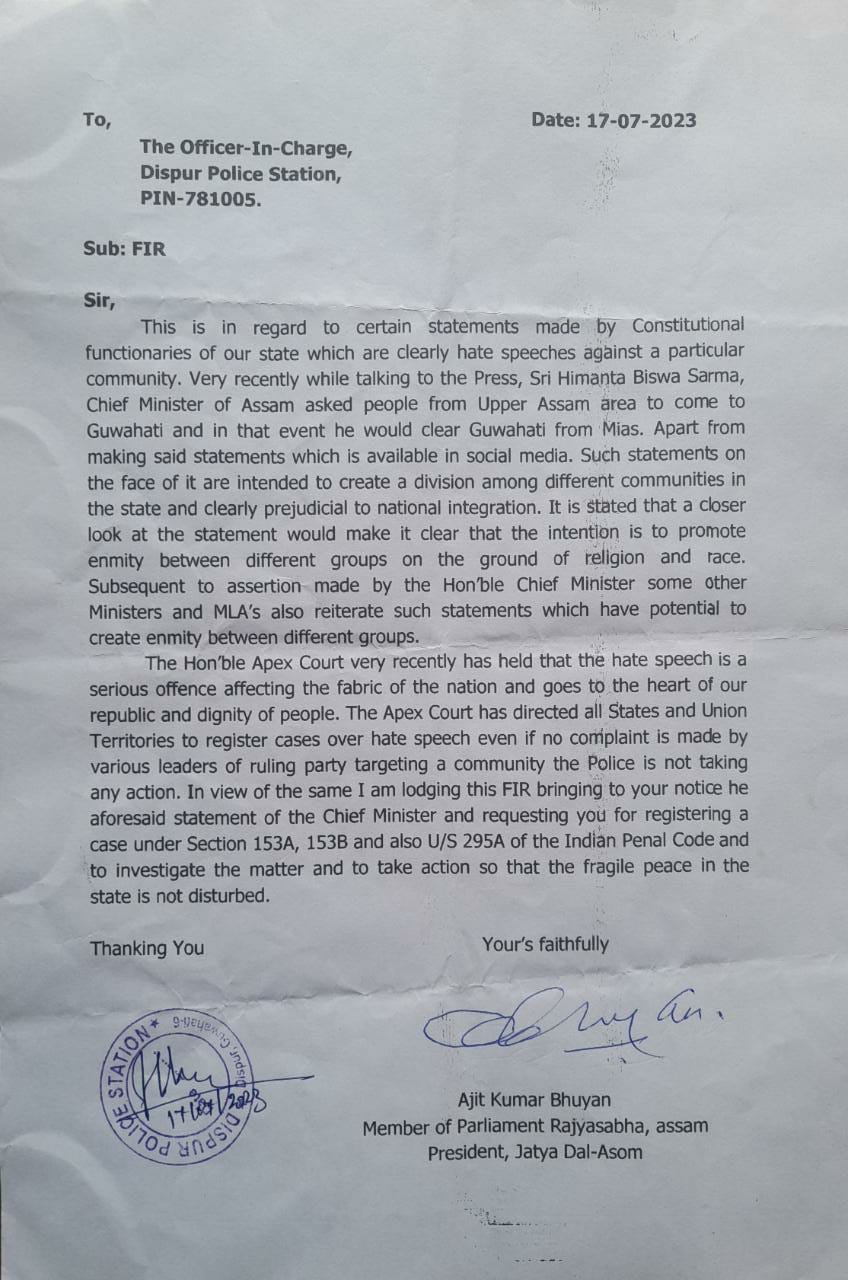 To,
Date: 17-07-2023
The Officer-In-Charge,
Dispur Police Station,
PIN-781005.
Sub: FIR
Sir,
This is in regard to certain statements made by Constitutional
functionaries of our state which are clearly hate speeches against a particular
community. Very recently while talking to the Press, Sri Himanta Biswa Sarma,
Chief Minister of Assam asked people from Upper Assam area to come to
Guwahati and in that event he would clear Guwahati from Mias. Apart from
making said statements which is available in social media. Such statements on
the face of it are intended to create a division among different communities in
the state and clearly prejudicial to national integration. It is stated that a closer
look at the statement would make it clear that the intention is to promote
enmity between different groups on the ground of religion and race.
Subsequent to assertion made by the Hon'ble Chief Minister some other
Ministers and MLA's also reiterate such statements which have potential to
create enmity between different groups.
The Hon'ble Apex Court very recently has held that the hate speech is a
serious offence affecting the fabric of the nation and goes to the heart of our
republic and dignity of people. The Apex Court has directed all States and Union
Territories to register cases over hate speech even if no complaint is made by
various leaders of ruling party targeting a community the Police is not taking
any action. In view of the same I am lodging this FIR bringing to your notice he
aforesaid statement of the Chief Minister and requesting you for registering a
case under Section 153A, 153B and also U/S 295A of the Indian Penal Code and
to investigate the matter and to take action so that the fragile peace in the
state is not disturbed.
Thanking You
Your's faithfully
DISPUR POLICE STATION
Dispur, Guwahati-6
17/07/2023
Ajit Kumar Bhuyan
Member of Parliament Rajyasabha, assam
President, Jatya Dal-Asom